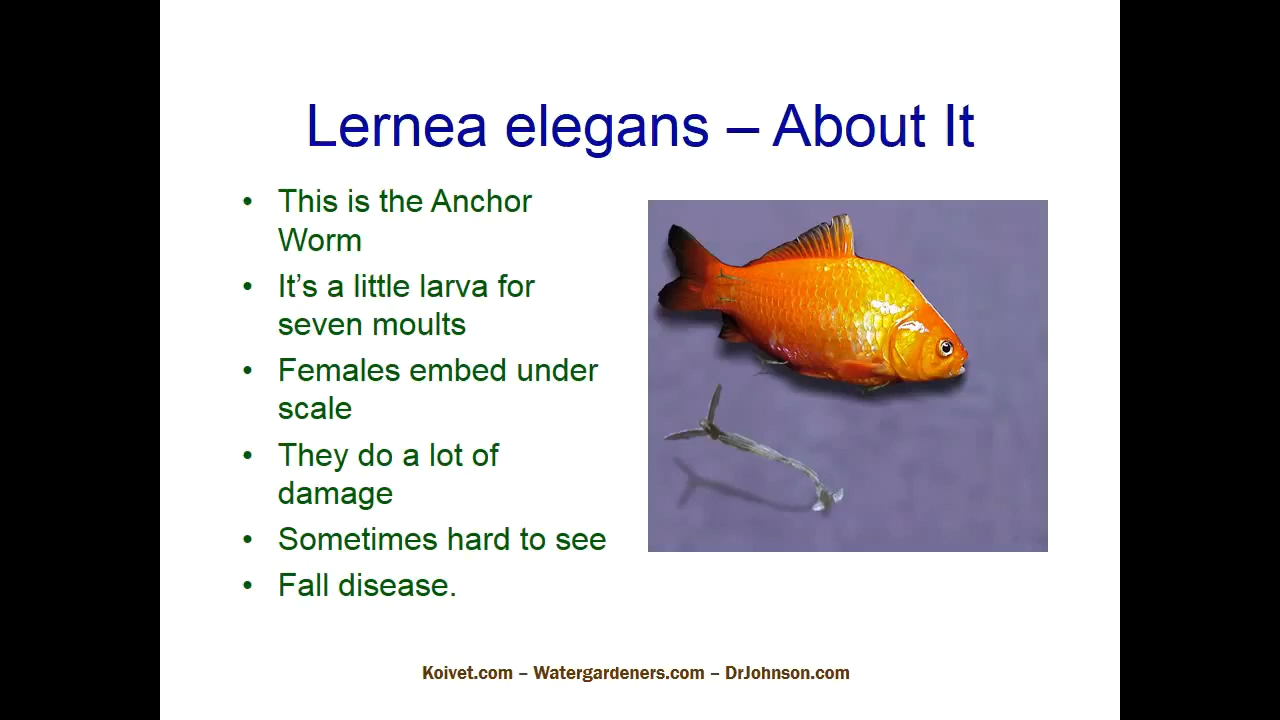 Lernea elegans – About It
• This is the Anchor
Worm
• It’s a little larva for
seven moults
• Females embed under
scale
• They do a lot of
damage
• Sometimes hard to see
• Fall disease.
Koivet.com – Watergardeners.com – DrJohnson.com